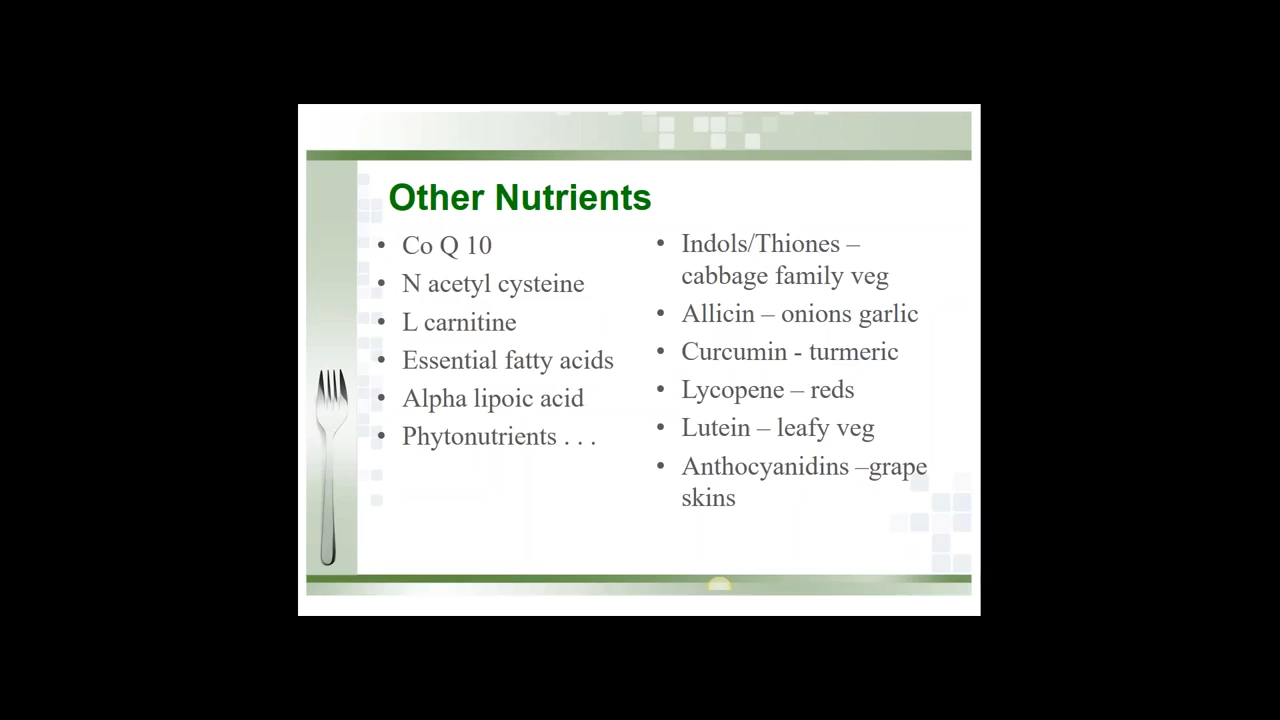 Other Nutrients
• Co Q 10
• N acetyl cysteine
• L carnitine
• Essential fatty acids
• Alpha lipoic acid
• Phytonutrients . . .
• Indols/Thiones –
cabbage family veg
• Allicin – onions garlic
• Curcumin - turmeric
• Lycopene – reds
• Lutein – leafy veg
• Anthocyanidins –grape
skins